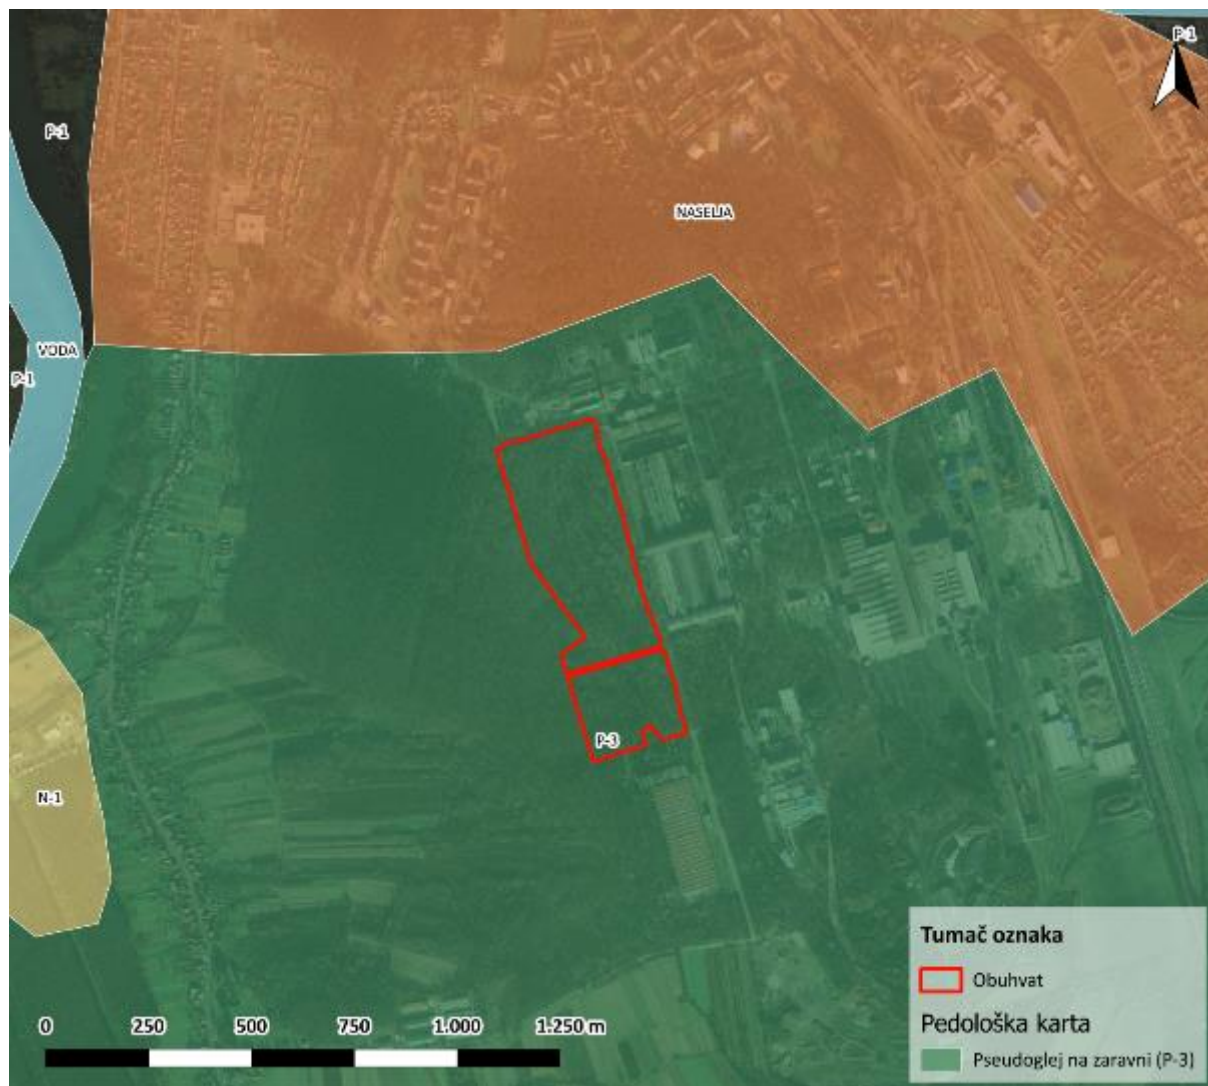 P-1
P-1
NASELJA
VODA
P-1
P-3
N-1
Tumač oznaka
Obuhvat
Pedološka karta
Pseudoglej na zaravni (P-3)
0 250 500 750 1.000 1.250 m